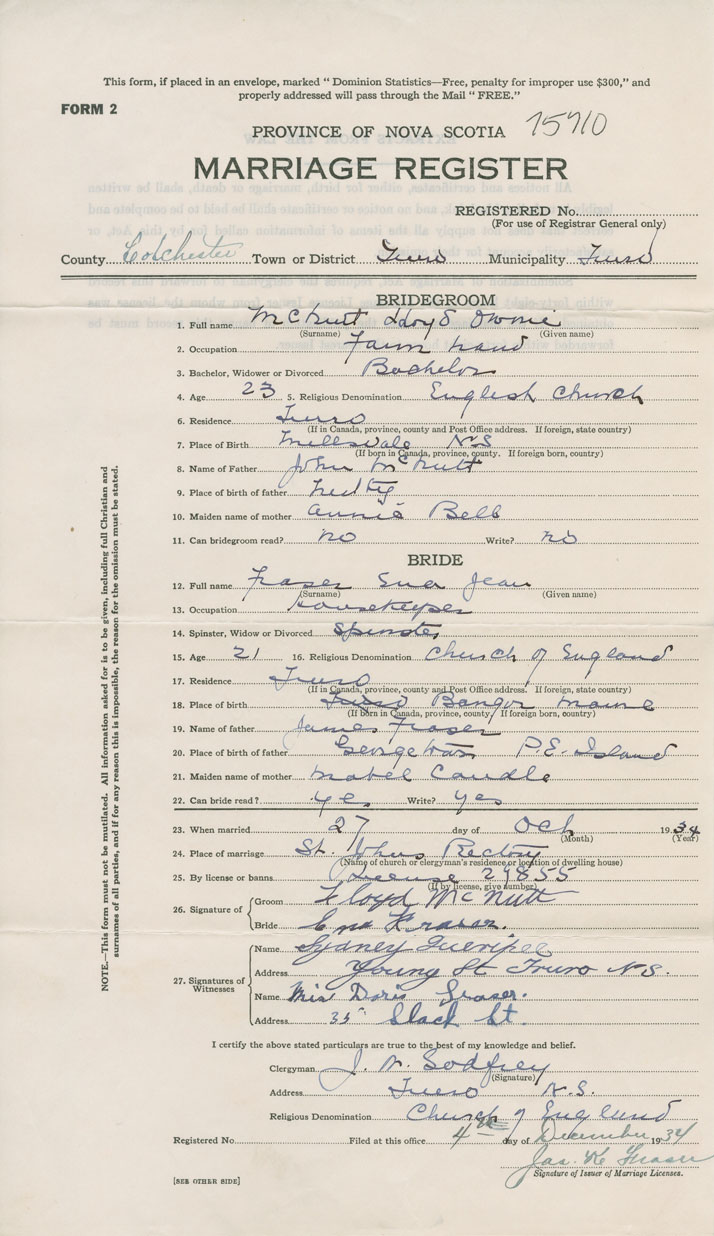 This form, if placed in an envelope, marked " Dominion Statistics—Free, penalty for improper use $300," and
properly addressed will pass through the Mail " FREE."
FORM 2
PROVINCE OF NOVA SCOTIA 15910
MARRIAGE REGISTER
REGISTERED No.
(For use of Registrar General only)
County Colchester Town or District Truro Municipality Truro
BRIDEGROOM
1. Full name McNutt Lloyd
(Surname) (Given name)
2. Occupation Farm hand
3. Bachelor, Widower or Divorced Bachelor
4. Age 23 5. Religious Denomination English Church
6. Residence Truro
(If in Canada, province, county and Post Office address. If foreign, state country)
7. Place of Birth Millsvale N.S
(If born in Canada, province, county. If foreign born, country)
8. Name of Father John McNutt
9. Place of birth of father
10. Maiden name of mother Annie Bell
11. Can bridegroom read? no Write? no
BRIDE
12. Full name Fraser Ena Jean
(Surname) (Given name)
13. Occupation Housekeeper
14. Spinster, Widow or Divorced Spinster
15. Age 21 16. Religious Denomination Church of England
17. Residence Truro
(If in Canada, province, county and Post Office address. If foreign, state country)
18. Place of birth Truro Bangor Maine
(If born in Canada, province, county. If foreign born, country)
19. Name of father James Fraser
20. Place of birth of father Georgetown P.E. Island
21. Maiden name of mother Mabel Caudle
22. Can bride read? yes Write? yes
23. When married 27 day of Oct 1934
(Month) (Year)
24. Place of marriage St. Johns Rectory
(Name of church or clergyman's residence or location of dwelling house)
25. By license or banns License 29855
(If by license, give number)
26. Signature of Groom Floyd McNutt
Bride Ena Fraser.
27. Signatures of Witnesses
Name Sydney
Address Young St Truro N.S.
Name Miss Doris Fraser.
Address 35 Slack St.
I certify the above stated particulars are true to the best of my knowledge and belief.
Clergyman J. W. Godfrey
(Signature)
Address Truro N.S.
Religious Denomination Church of England
Registered No. Filed at this office 4th day of December 1934
Jas. K. Fraser
Signature of Issuer of Marriage Licenses.
[SEE OTHER SIDE]
NOTE.—This form must not be mutilated. All information asked for is to be given, including full Christian and
surnames of all parties, and if for any reason this is impossible, the reason for the omission must be stated.